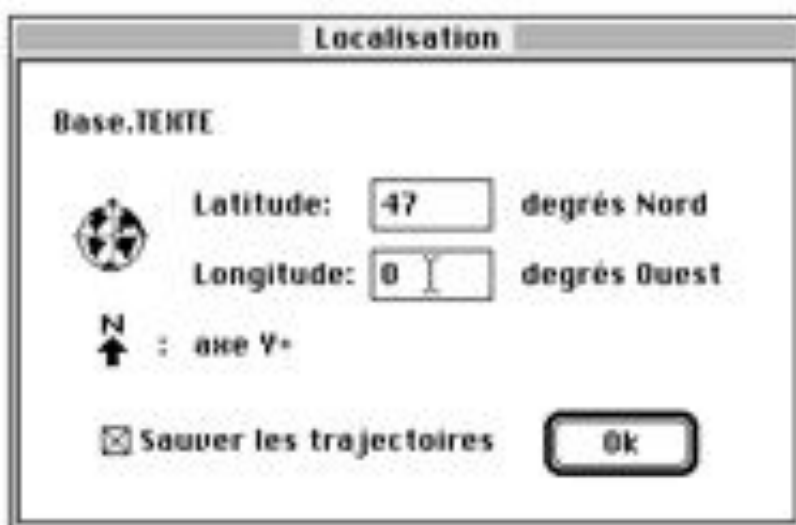 Localisation
Base.TEXTE
Latitude: 47 degrés Nord
Longitude: 0 degrés Ouest
N
: axe Y+
Sauver les trajectoires
Ok